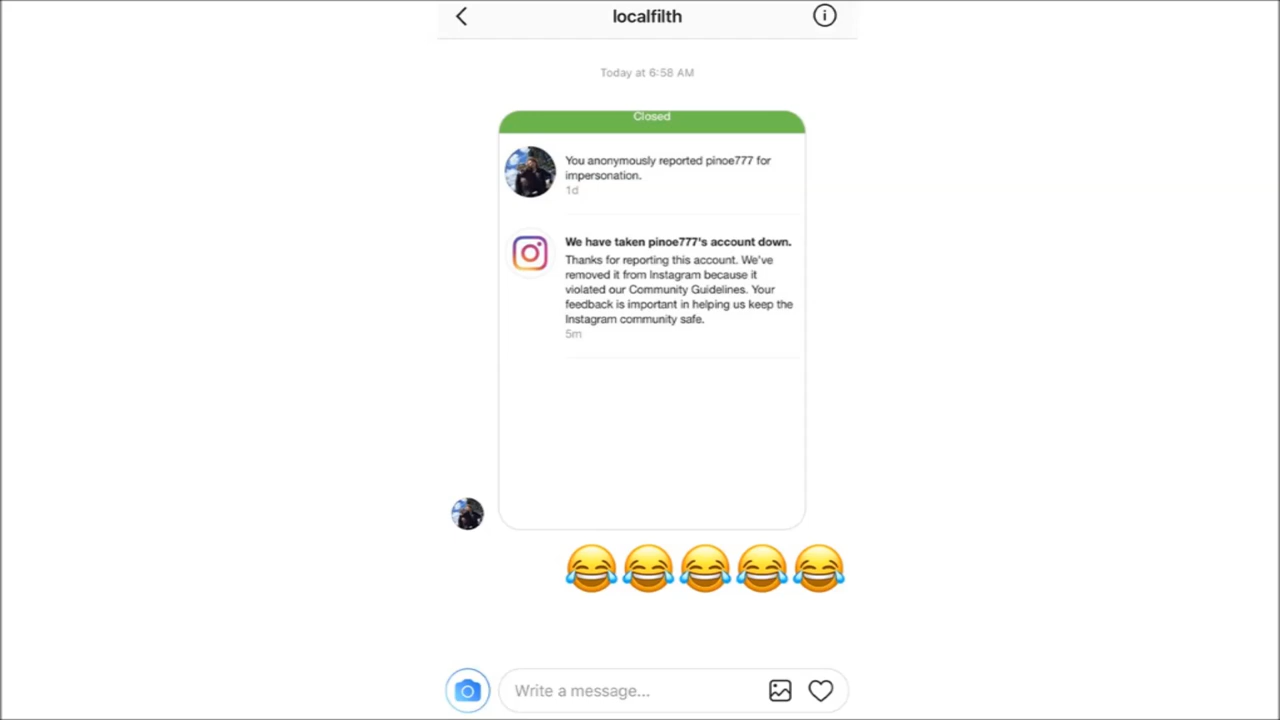 localfilth
Today at 6:58 AM
Closed
You anonymously reported pinoe777 for
impersonation.
1d
We have taken pinoe777's account down.
Thanks for reporting this account. We've
removed it from Instagram because it
violated our Community Guidelines. Your
feedback is important in helping us keep the
Instagram community safe.
5m
😂😂😂😂😂
Write a message...